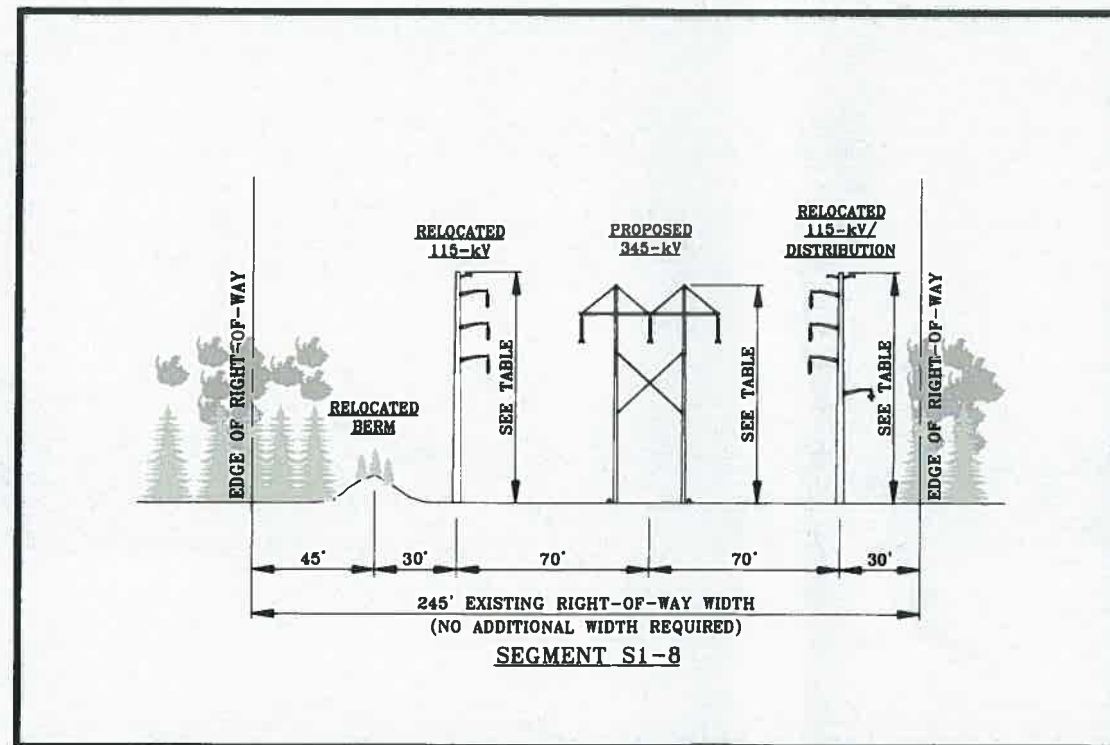 RELOCATED
115-kV
PROPOSED
345-kV
RELOCATED
115-kV/
DISTRIBUTION
EDGE OF RIGHT-OF-WAY
RELOCATED
BERM
SEE TABLE
SEE TABLE
SEE TABLE
EDGE OF RIGHT-OF-WAY
45'
30'
70'
70'
30'
245' EXISTING RIGHT-OF-WAY WIDTH
(NO ADDITIONAL WIDTH REQUIRED)
SEGMENT S1-8